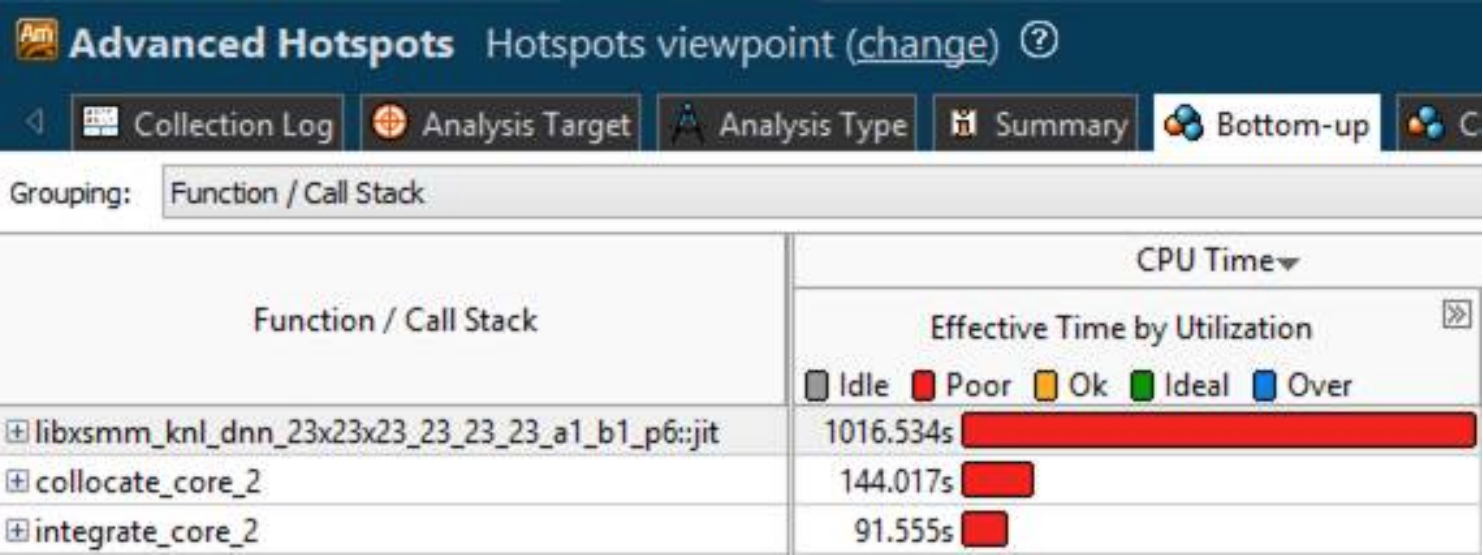 Am Advanced Hotspots Hotspots viewpoint (change) ?
Collection Log Analysis Target Analysis Type Summary Bottom-up C
Grouping: Function / Call Stack
CPU Time
Function / Call Stack
Effective Time by Utilization
Idle Poor Ok Ideal Over
libxsmm_knl_dnn_23x23x23_23_23_23_a1_b1_p6::jit 1016.534s
collocate_core_2 144.017s
integrate_core_2 91.555s